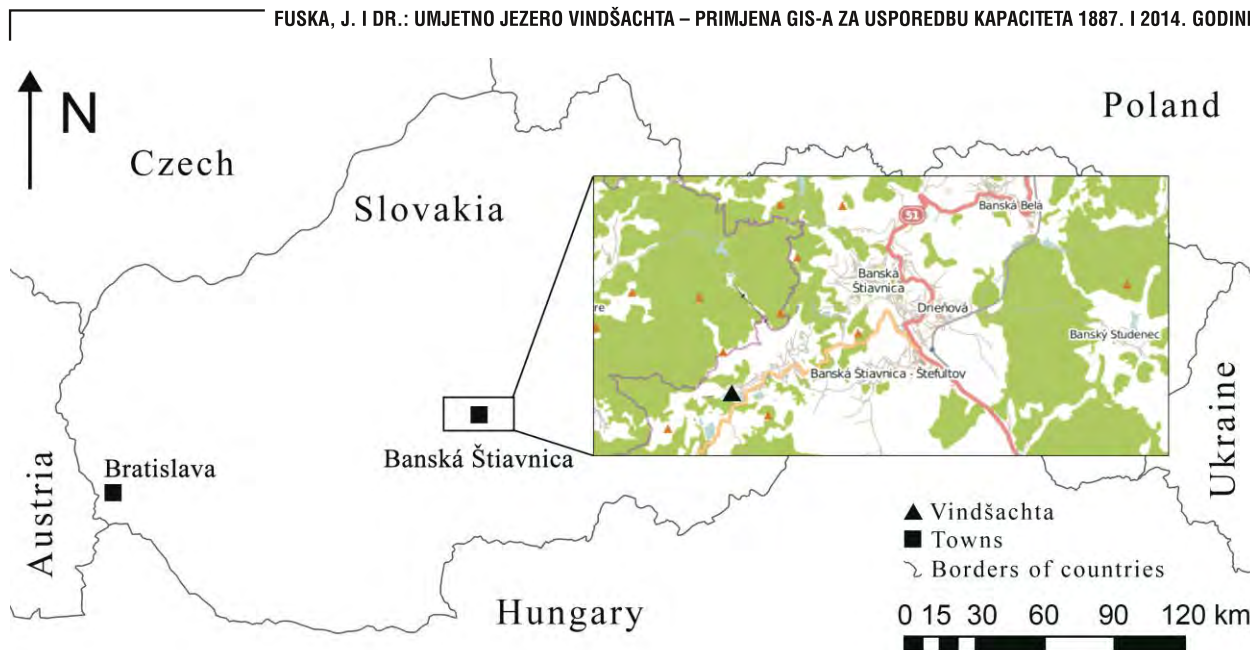 FUSKA, J. I DR.: UMJETNO JEZERO VINDŠACHTA – PRIMJENA GIS-A ZA USPOREDBU KAPACITETA 1887. I 2014. GODINE
N
Poland
Czech
Slovakia
51
Banská Belá
Banská
Štiavnica
Drieňová
re
Banský Studenec
Banská Štiavnica - Štefultov
Banská Štiavnica
Bratislava
Austria
Ukraine
Hungary
Vindšachta
Towns
Borders of countries
0 15 30 60 90 120 km